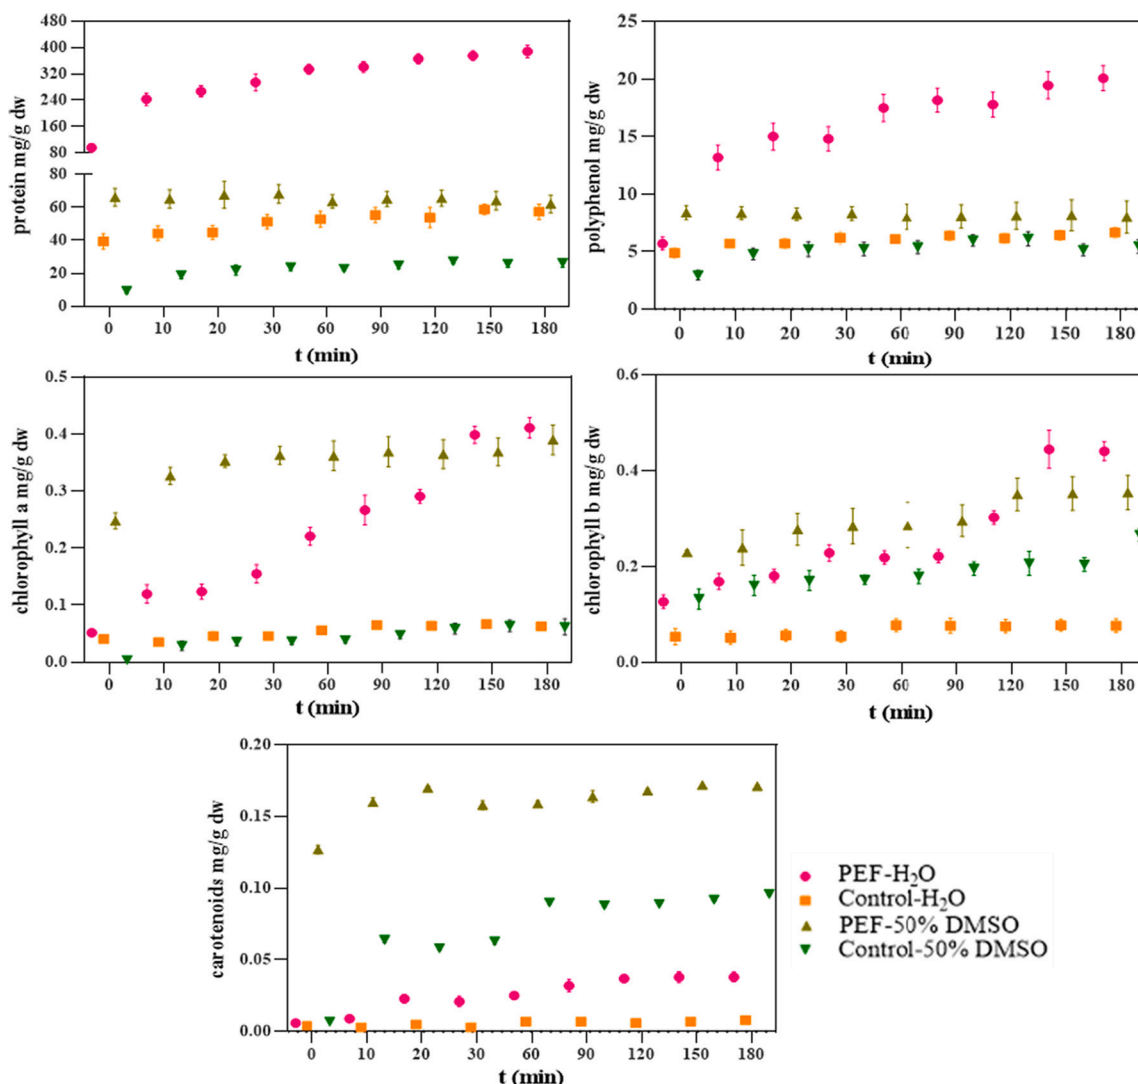 protein mg/g dw
480
400
320
240
160
80
80
60
40
20
0
0 10 20 30 60 90 120 150 180
t (min)
polyphenol mg/g dw
25
20
15
10
5
0
0 10 20 30 60 90 120 150 180
t (min)
chlorophyll a mg/g dw
0.5
0.4
0.3
0.2
0.1
0.0
0 10 20 30 60 90 120 150 180
t (min)
chlorophyll b mg/g dw
0.6
0.4
0.2
0.0
0 10 20 30 60 90 120 150 180
t (min)
carotenoids mg/g dw
0.20
0.15
0.10
0.05
0.00
0 10 20 30 60 90 120 150 180
t (min)
PEF-H₂O
Control-H₂O
PEF-50% DMSO
Control-50% DMSO